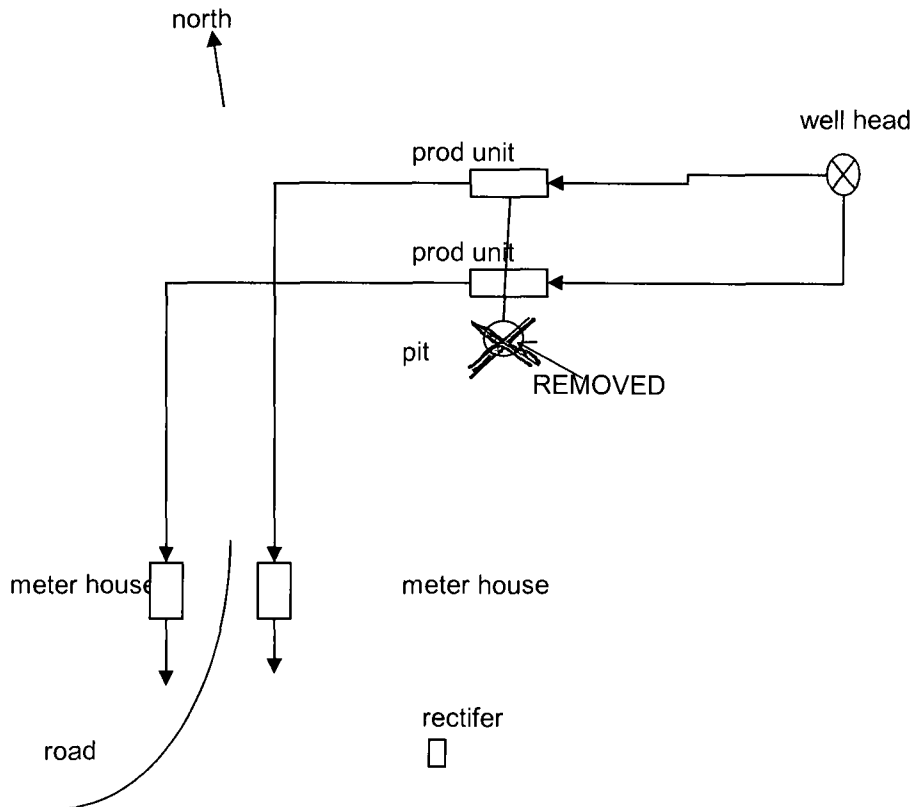 north
well head
prod unit
prod unit
pit
REMOVED
meter house
meter house
rectifer
road